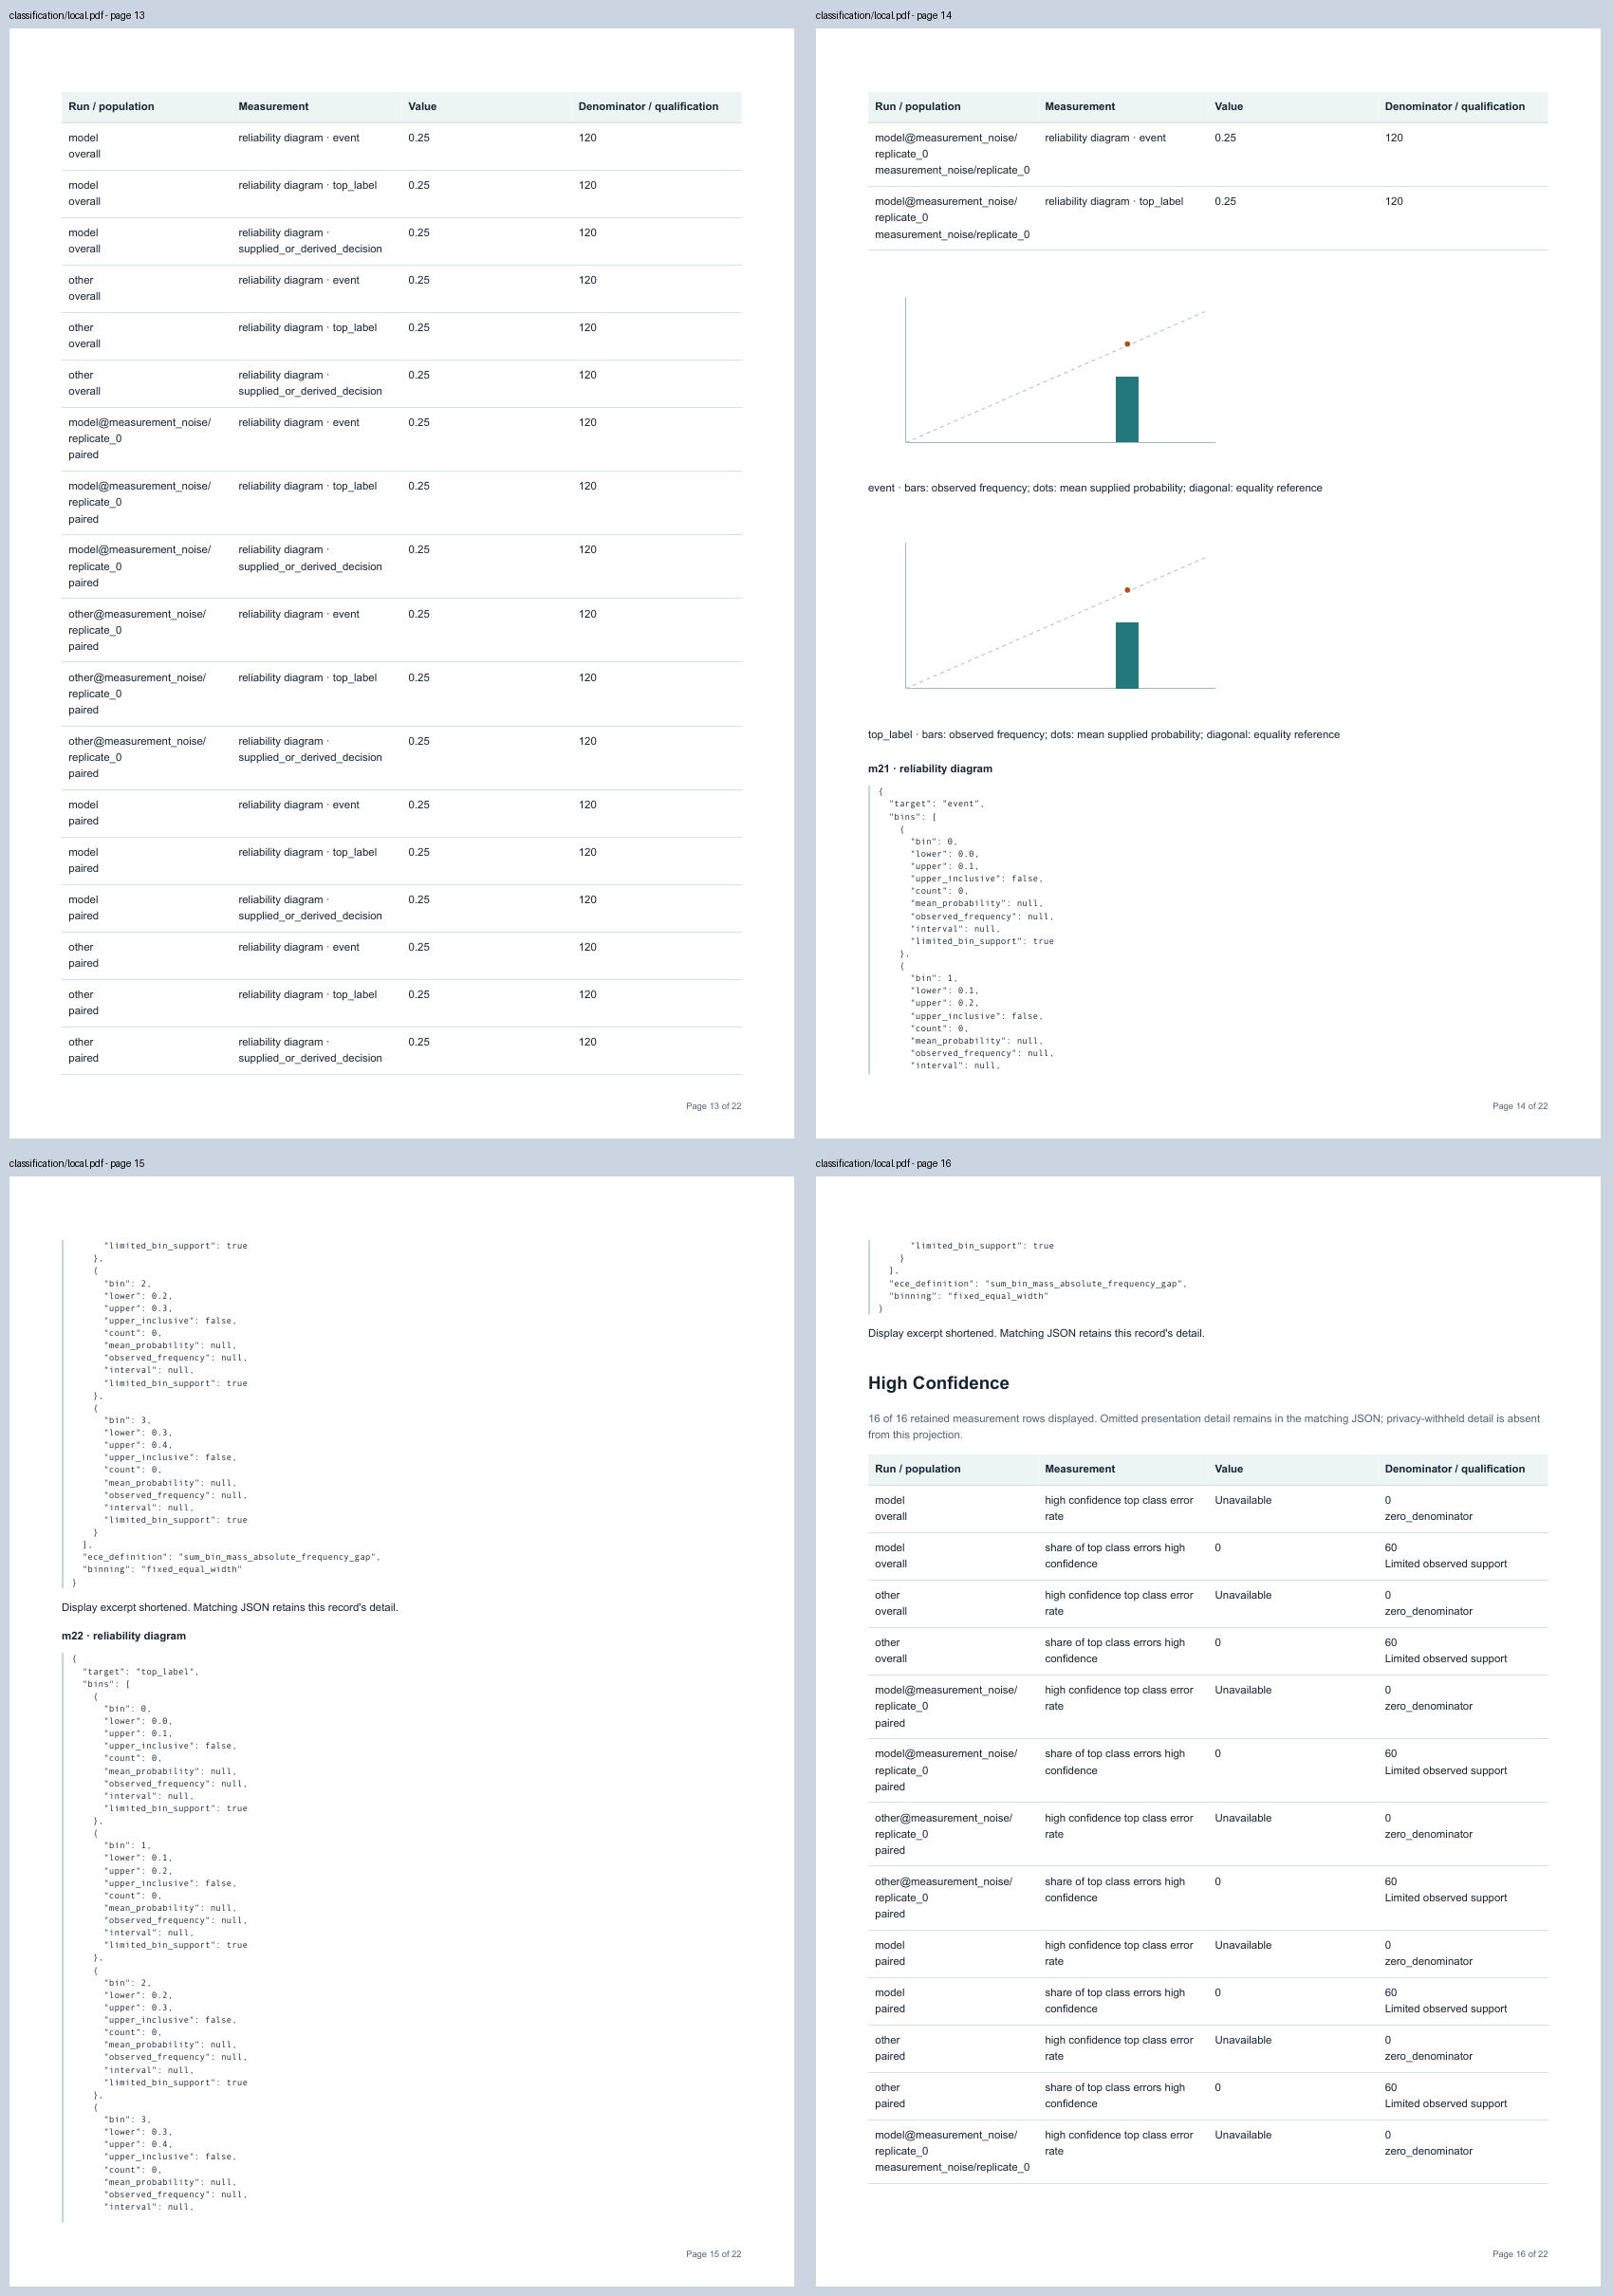 classification/local.pdf - page 13
Run / population Measurement Value Denominator / qualification
model reliability diagram · event 0.25 120
overall
model reliability diagram · top_label 0.25 120
overall
model reliability diagram · 0.25 120
overall supplied_or_derived_decision
other reliability diagram · event 0.25 120
overall
other reliability diagram · top_label 0.25 120
overall
other reliability diagram · 0.25 120
overall supplied_or_derived_decision
model@measurement_noise/ reliability diagram · event 0.25 120
replicate_0
paired
model@measurement_noise/ reliability diagram · top_label 0.25 120
replicate_0
paired
model@measurement_noise/ reliability diagram · 0.25 120
replicate_0 supplied_or_derived_decision
paired
other@measurement_noise/ reliability diagram · event 0.25 120
replicate_0
paired
other@measurement_noise/ reliability diagram · top_label 0.25 120
replicate_0
paired
other@measurement_noise/ reliability diagram · 0.25 120
replicate_0 supplied_or_derived_decision
paired
model reliability diagram · event 0.25 120
paired
model reliability diagram · top_label 0.25 120
paired
model reliability diagram · 0.25 120
paired supplied_or_derived_decision
other reliability diagram · event 0.25 120
paired
other reliability diagram · top_label 0.25 120
paired
other reliability diagram · 0.25 120
paired supplied_or_derived_decision
Page 13 of 22
classification/local.pdf - page 14
Run / population Measurement Value Denominator / qualification
model@measurement_noise/ reliability diagram · event 0.25 120
replicate_0
measurement_noise/replicate_0
model@measurement_noise/ reliability diagram · top_label 0.25 120
replicate_0
measurement_noise/replicate_0
event · bars: observed frequency; dots: mean supplied probability; diagonal: equality reference
top_label · bars: observed frequency; dots: mean supplied probability; diagonal: equality reference
m21 · reliability diagram
{
"target": "event",
"bins": [
{
"bin": 0,
"lower": 0.0,
"upper": 0.1,
"upper_inclusive": false,
"count": 0,
"mean_probability": null,
"observed_frequency": null,
"interval": null,
"limited_bin_support": true
},
{
"bin": 1,
"lower": 0.1,
"upper": 0.2,
"upper_inclusive": false,
"count": 0,
"mean_probability": null,
"observed_frequency": null,
"interval": null,
Page 14 of 22
classification/local.pdf - page 15
"limited_bin_support": true
},
{
"bin": 2,
"lower": 0.2,
"upper": 0.3,
"upper_inclusive": false,
"count": 0,
"mean_probability": null,
"observed_frequency": null,
"interval": null,
"limited_bin_support": true
},
{
"bin": 3,
"lower": 0.3,
"upper": 0.4,
"upper_inclusive": false,
"count": 0,
"mean_probability": null,
"observed_frequency": null,
"interval": null,
"limited_bin_support": true
}
],
"ece_definition": "sum_bin_mass_absolute_frequency_gap",
"binning": "fixed_equal_width"
}
Display excerpt shortened. Matching JSON retains this record's detail.
m22 · reliability diagram
{
"target": "top_label",
"bins": [
{
"bin": 0,
"lower": 0.0,
"upper": 0.1,
"upper_inclusive": false,
"count": 0,
"mean_probability": null,
"observed_frequency": null,
"interval": null,
"limited_bin_support": true
},
{
"bin": 1,
"lower": 0.1,
"upper": 0.2,
"upper_inclusive": false,
"count": 0,
"mean_probability": null,
"observed_frequency": null,
"interval": null,
"limited_bin_support": true
},
{
"bin": 2,
"lower": 0.2,
"upper": 0.3,
"upper_inclusive": false,
"count": 0,
"mean_probability": null,
"observed_frequency": null,
"interval": null,
"limited_bin_support": true
},
{
"bin": 3,
"lower": 0.3,
"upper": 0.4,
"upper_inclusive": false,
"count": 0,
"mean_probability": null,
"observed_frequency": null,
"interval": null,
Page 15 of 22
classification/local.pdf - page 16
"limited_bin_support": true
}
],
"ece_definition": "sum_bin_mass_absolute_frequency_gap",
"binning": "fixed_equal_width"
}
Display excerpt shortened. Matching JSON retains this record's detail.
High Confidence
16 of 16 retained measurement rows displayed. Omitted presentation detail remains in the matching JSON; privacy-withheld detail is absent
from this projection.
Run / population Measurement Value Denominator / qualification
model high confidence top class error Unavailable 0
overall rate zero_denominator
model share of top class errors high 0 60
overall confidence Limited observed support
other high confidence top class error Unavailable 0
overall rate zero_denominator
other share of top class errors high 0 60
overall confidence Limited observed support
model@measurement_noise/ high confidence top class error Unavailable 0
replicate_0 rate zero_denominator
paired
model@measurement_noise/ share of top class errors high 0 60
replicate_0 confidence Limited observed support
paired
other@measurement_noise/ high confidence top class error Unavailable 0
replicate_0 rate zero_denominator
paired
other@measurement_noise/ share of top class errors high 0 60
replicate_0 confidence Limited observed support
paired
model high confidence top class error Unavailable 0
paired rate zero_denominator
model share of top class errors high 0 60
paired confidence Limited observed support
other high confidence top class error Unavailable 0
paired rate zero_denominator
other share of top class errors high 0 60
paired confidence Limited observed support
model@measurement_noise/ high confidence top class error Unavailable 0
replicate_0 rate zero_denominator
measurement_noise/replicate_0
Page 16 of 22